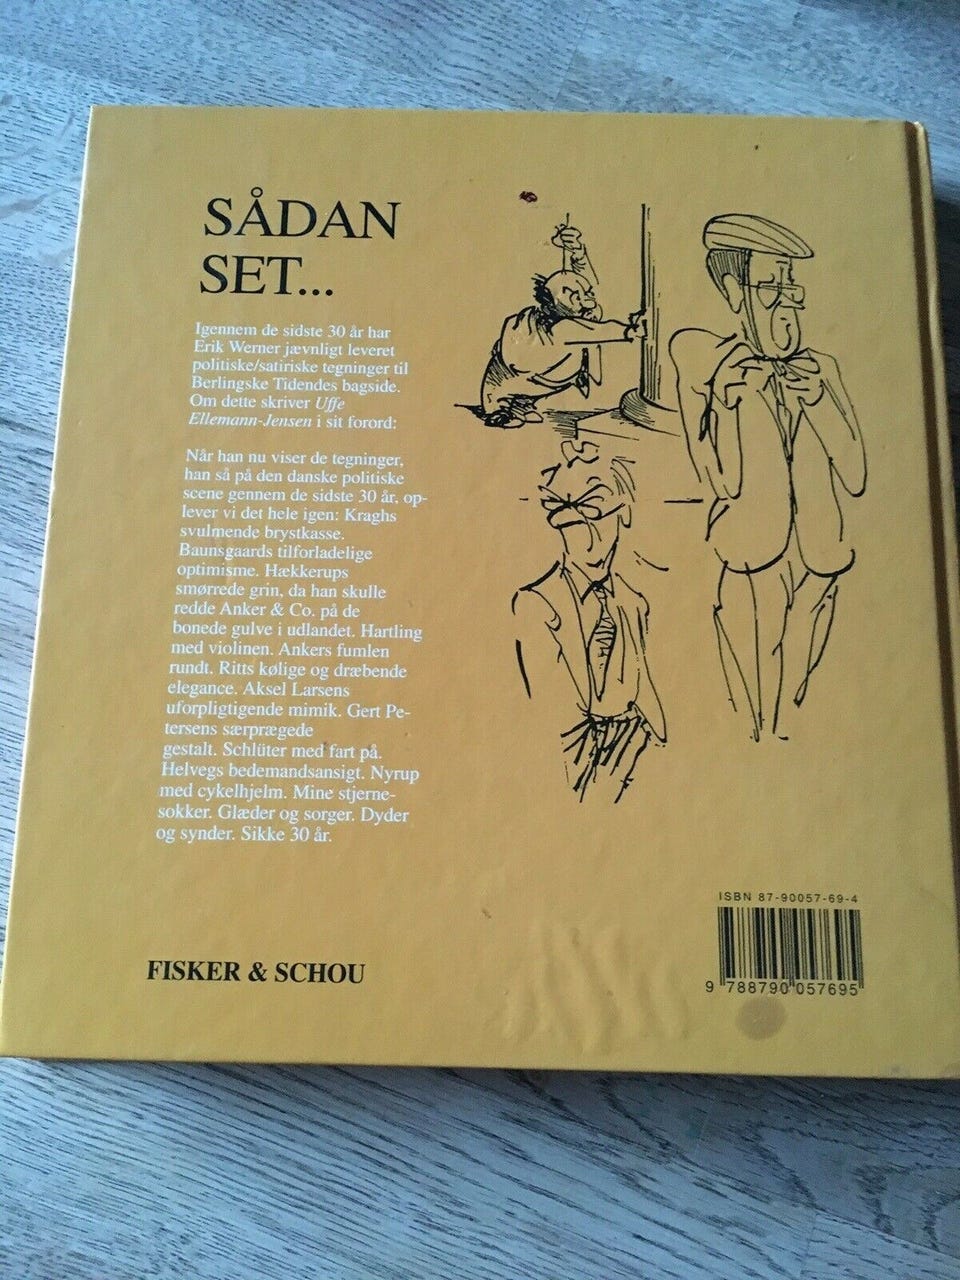 SÅDAN
SET...
Igennem de sidste 30 år har
Erik Werner jævnligt leveret
politiske/satiriske tegninger til
Berlingske Tidendes bagside.
Om dette skriver Uffe
Ellemann-Jensen i sit forord:
Når han nu viser de tegninger,
han så på den danske politiske
scene gennem de sidste 30 år, op-
lever vi det hele igen: Kraghs
svulmende brystkasse.
Baunsgaards tilforladelige
optimisme. Hækkerups
smørrede grin, da han skulle
redde Anker & Co. på de
bonede gulve i udlandet. Hartling
med violinen. Ankers fumlen
rundt. Ritts kølige og dræbende
elegance. Aksel Larsens
uforpligtigende mimik. Gert Pe-
tersens særprægede
gestalt. Schlüter med fart på.
Helvegs bedemandsansigt. Nyrup
med cykelhjelm. Mine stjerne-
sokker. Glæder og sorger. Dyder
og synder. Sikke 30 år.
FISKER & SCHOU
ISBN 87-90057-69-4
9 788790 057695